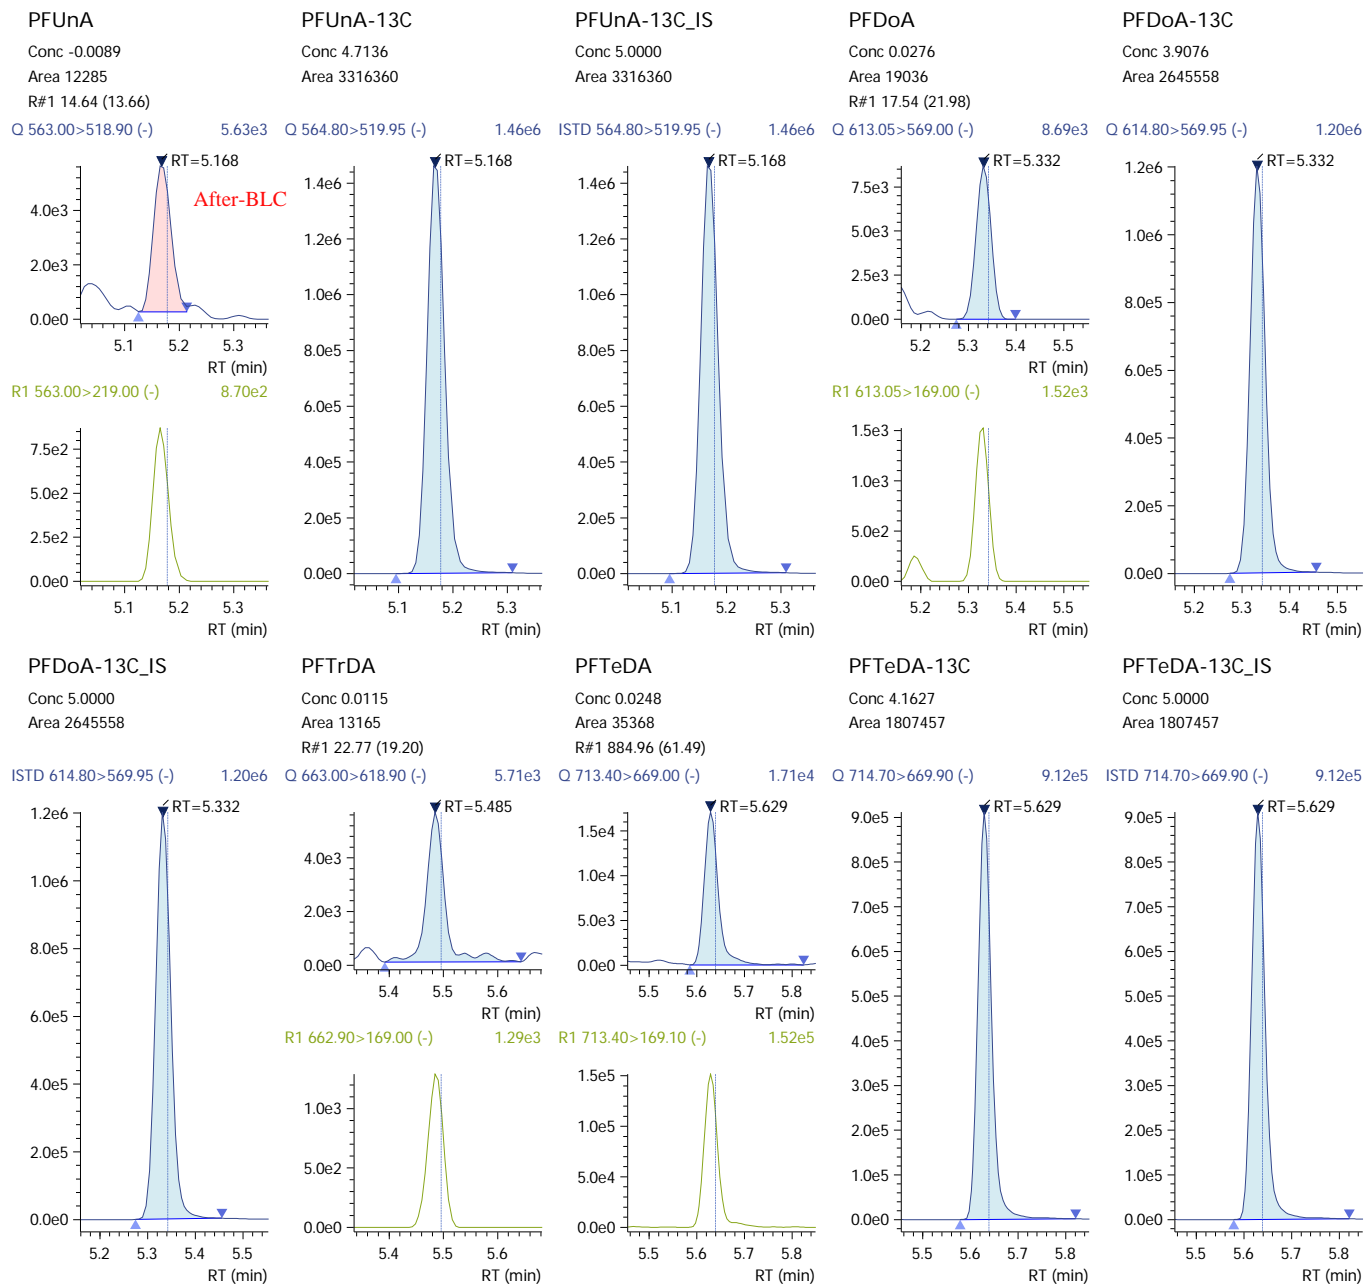 PFUnA
Conc -0.0089
Area 12285
R#1 14.64 (13.66)
Q 563.00>518.90 (-) 5.63e3
RT=5.168
After-BLC
4.0e3
2.0e3
0.0e0
5.1 5.2 5.3
RT (min)
R1 563.00>219.00 (-) 8.70e2
7.5e2
5.0e2
2.5e2
0.0e0
5.1 5.2 5.3
RT (min)
PFUnA-13C
Conc 4.7136
Area 3316360
Q 564.80>519.95 (-) 1.46e6
RT=5.168
1.4e6
1.2e6
1.0e6
8.0e5
6.0e5
4.0e5
2.0e5
0.0e0
5.1 5.2 5.3
RT (min)
PFUnA-13C_IS
Conc 5.0000
Area 3316360
ISTD 564.80>519.95 (-) 1.46e6
RT=5.168
1.4e6
1.2e6
1.0e6
8.0e5
6.0e5
4.0e5
2.0e5
0.0e0
5.1 5.2 5.3
RT (min)
PFDoA
Conc 0.0276
Area 19036
R#1 17.54 (21.98)
Q 613.05>569.00 (-) 8.69e3
RT=5.332
7.5e3
5.0e3
2.5e3
0.0e0
5.2 5.3 5.4 5.5
RT (min)
R1 613.05>169.00 (-) 1.52e3
1.5e3
1.0e3
5.0e2
0.0e0
5.2 5.3 5.4 5.5
RT (min)
PFDoA-13C
Conc 3.9076
Area 2645558
Q 614.80>569.95 (-) 1.20e6
RT=5.332
1.2e6
1.0e6
8.0e5
6.0e5
4.0e5
2.0e5
0.0e0
5.2 5.3 5.4 5.5
RT (min)
PFDoA-13C_IS
Conc 5.0000
Area 2645558
ISTD 614.80>569.95 (-) 1.20e6
RT=5.332
1.2e6
1.0e6
8.0e5
6.0e5
4.0e5
2.0e5
0.0e0
5.2 5.3 5.4 5.5
RT (min)
PFTrDA
Conc 0.0115
Area 13165
R#1 22.77 (19.20)
Q 663.00>618.90 (-) 5.71e3
RT=5.485
4.0e3
2.0e3
0.0e0
5.4 5.5 5.6
RT (min)
R1 662.90>169.00 (-) 1.29e3
1.0e3
5.0e2
0.0e0
5.4 5.5 5.6
RT (min)
PFTeDA
Conc 0.0248
Area 35368
R#1 884.96 (61.49)
Q 713.40>669.00 (-) 1.71e4
RT=5.629
1.5e4
1.0e4
5.0e3
0.0e0
5.5 5.6 5.7 5.8
RT (min)
R1 713.40>169.10 (-) 1.52e5
1.5e5
1.0e5
5.0e4
0.0e0
5.5 5.6 5.7 5.8
RT (min)
PFTeDA-13C
Conc 4.1627
Area 1807457
Q 714.70>669.90 (-) 9.12e5
RT=5.629
9.0e5
8.0e5
7.0e5
6.0e5
5.0e5
4.0e5
3.0e5
2.0e5
1.0e5
0.0e0
5.5 5.6 5.7 5.8
RT (min)
PFTeDA-13C_IS
Conc 5.0000
Area 1807457
ISTD 714.70>669.90 (-) 9.12e5
RT=5.629
9.0e5
8.0e5
7.0e5
6.0e5
5.0e5
4.0e5
3.0e5
2.0e5
1.0e5
0.0e0
5.5 5.6 5.7 5.8
RT (min)